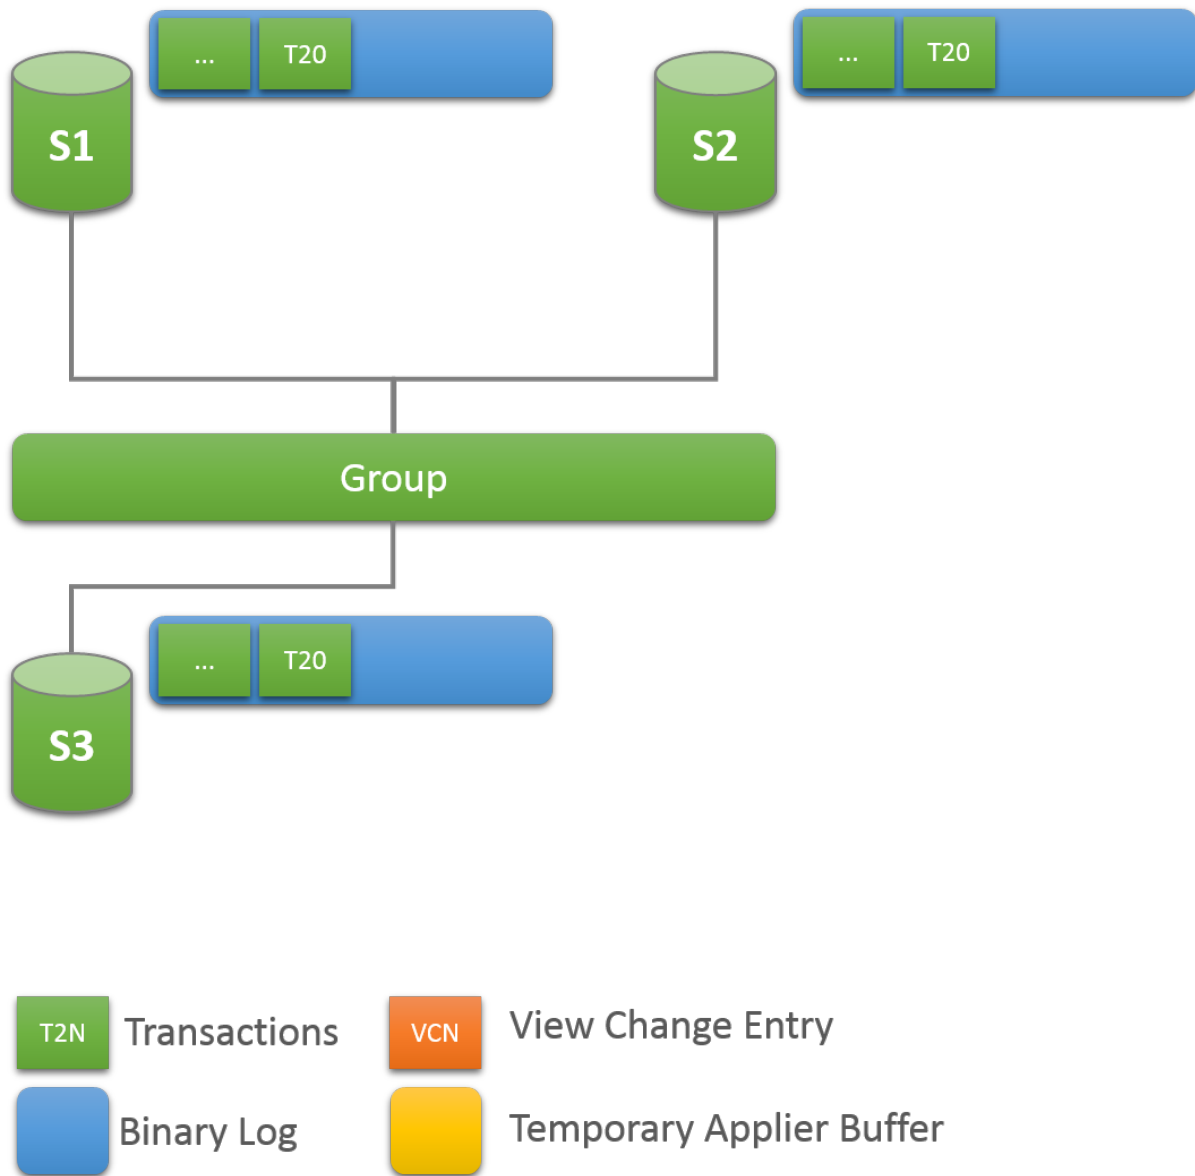 ... T20
... T20
S1
S2
Group
... T20
S3
T2N Transactions
VCN View Change Entry
Binary Log
Temporary Applier Buffer